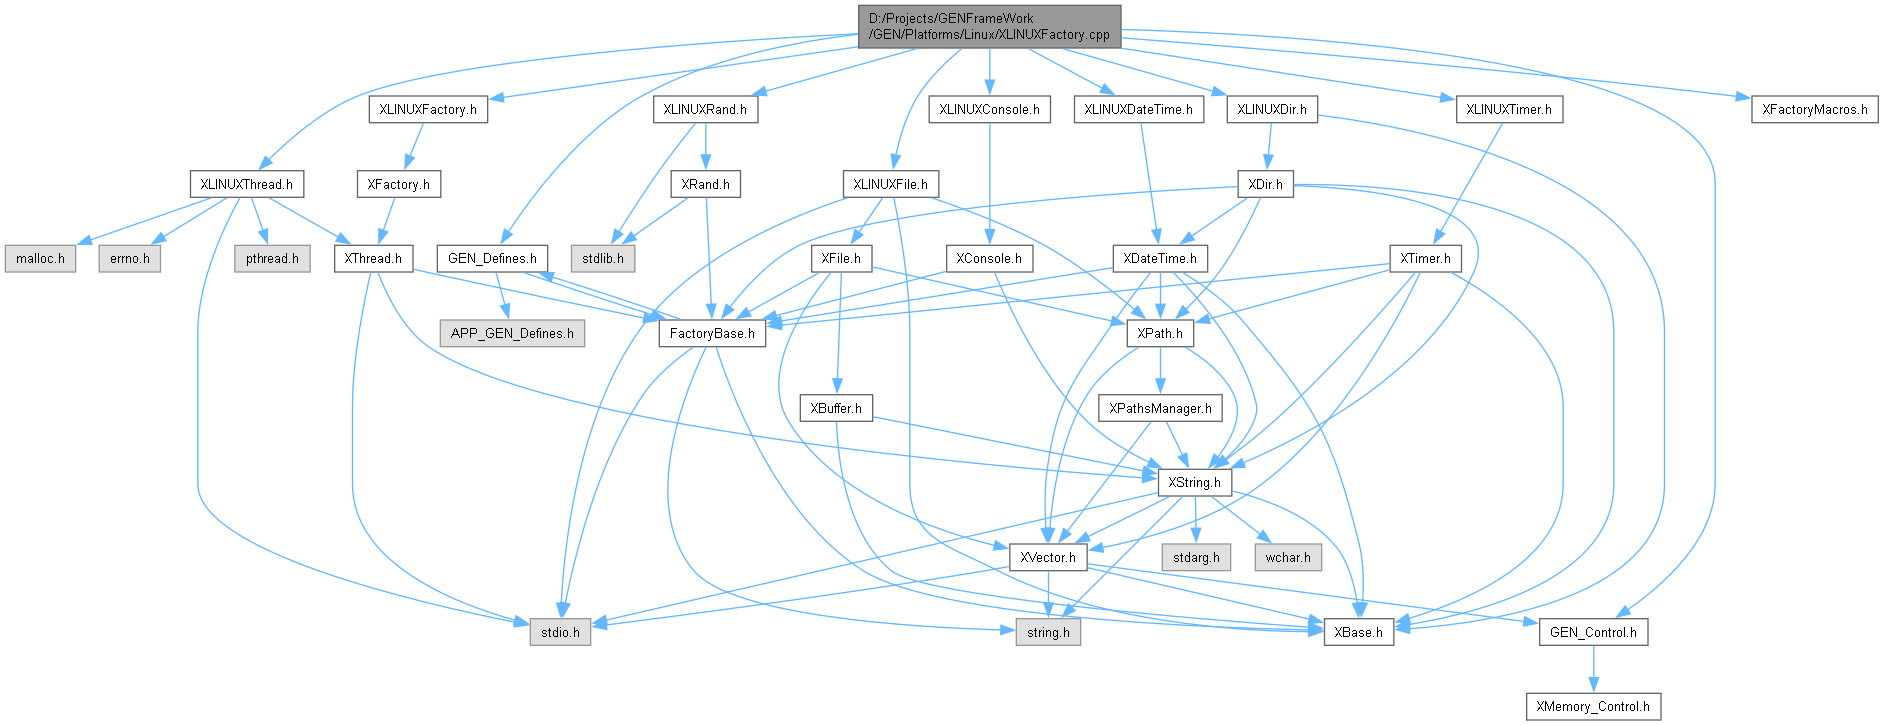 D:/Projects/GENFrameWork
/GEN/Platforms/Linux/XLINUXFactory.cpp
XLINUXFactory.h
XLINUXRand.h
XLINUXConsole.h
XLINUXDateTime.h
XLINUXDir.h
XLINUXTimer.h
XFactoryMacros.h
XLINUXThread.h
XFactory.h
XRand.h
XLINUXFile.h
XDir.h
malloc.h
errno.h
pthread.h
XThread.h
GEN_Defines.h
stdlib.h
XFile.h
XConsole.h
XDateTime.h
XTimer.h
APP_GEN_Defines.h
FactoryBase.h
XPath.h
XBuffer.h
XPathsManager.h
XString.h
XVector.h
stdarg.h
wchar.h
stdio.h
string.h
XBase.h
GEN_Control.h
XMemory_Control.h